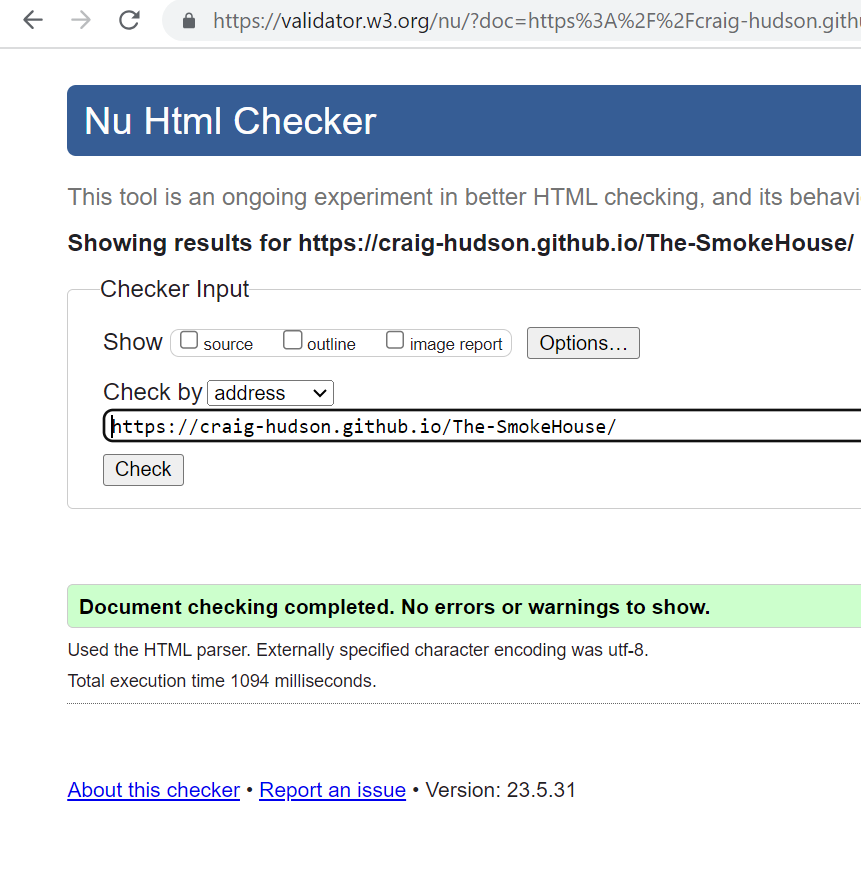 https://validator.w3.org/nu/?doc=https%3A%2F%2Fcraig-hudson.gith
Nu Html Checker
This tool is an ongoing experiment in better HTML checking, and its behavi
Showing results for https://craig-hudson.github.io/The-SmokeHouse/
Checker Input
Show source outline image report Options…
Check by address
https://craig-hudson.github.io/The-SmokeHouse/
Check
Document checking completed. No errors or warnings to show.
Used the HTML parser. Externally specified character encoding was utf-8.
Total execution time 1094 milliseconds.
About this checker • Report an issue • Version: 23.5.31